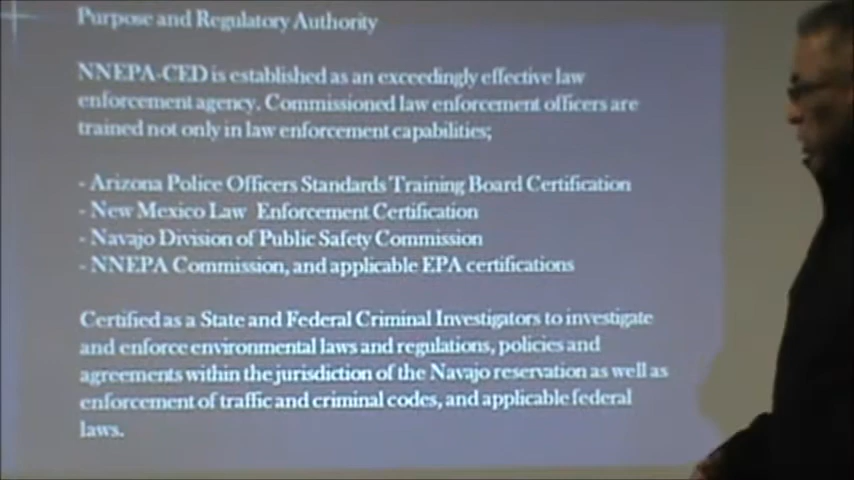 Purpose and Regulatory Authority
NNEPA-CED is established as an exceedingly effective law
enforcement agency. Commissioned law enforcement officers are
trained not only in law enforcement capabilities;
- Arizona Police Officers Standards Training Board Certification
- New Mexico Law Enforcement Certification
- Navajo Division of Public Safety Commission
- NNEPA Commission, and applicable EPA certifications
Certified as a State and Federal Criminal Investigators to investigate
and enforce environmental laws and regulations, policies and
agreements within the jurisdiction of the Navajo reservation as well as
enforcement of traffic and criminal codes, and applicable federal
laws.